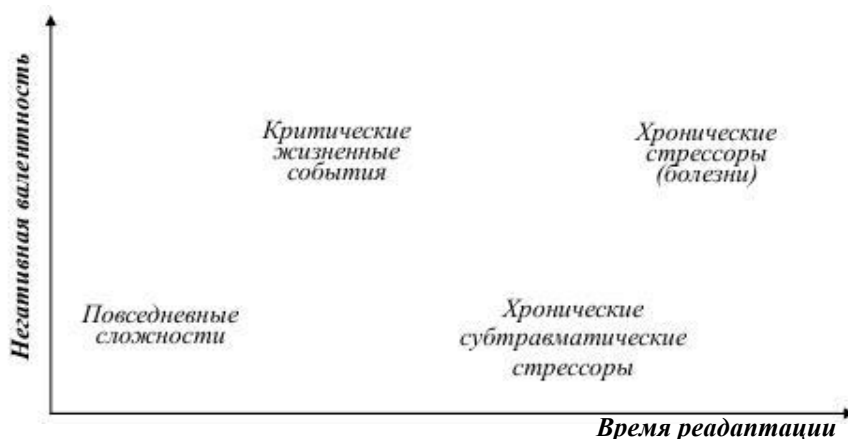 Негативная валентность
Критические
жизненные
события
Хронические
стрессоры
(болезни)
Повседневные
сложности
Хронические
субтравматические
стрессоры
Время реадаптации